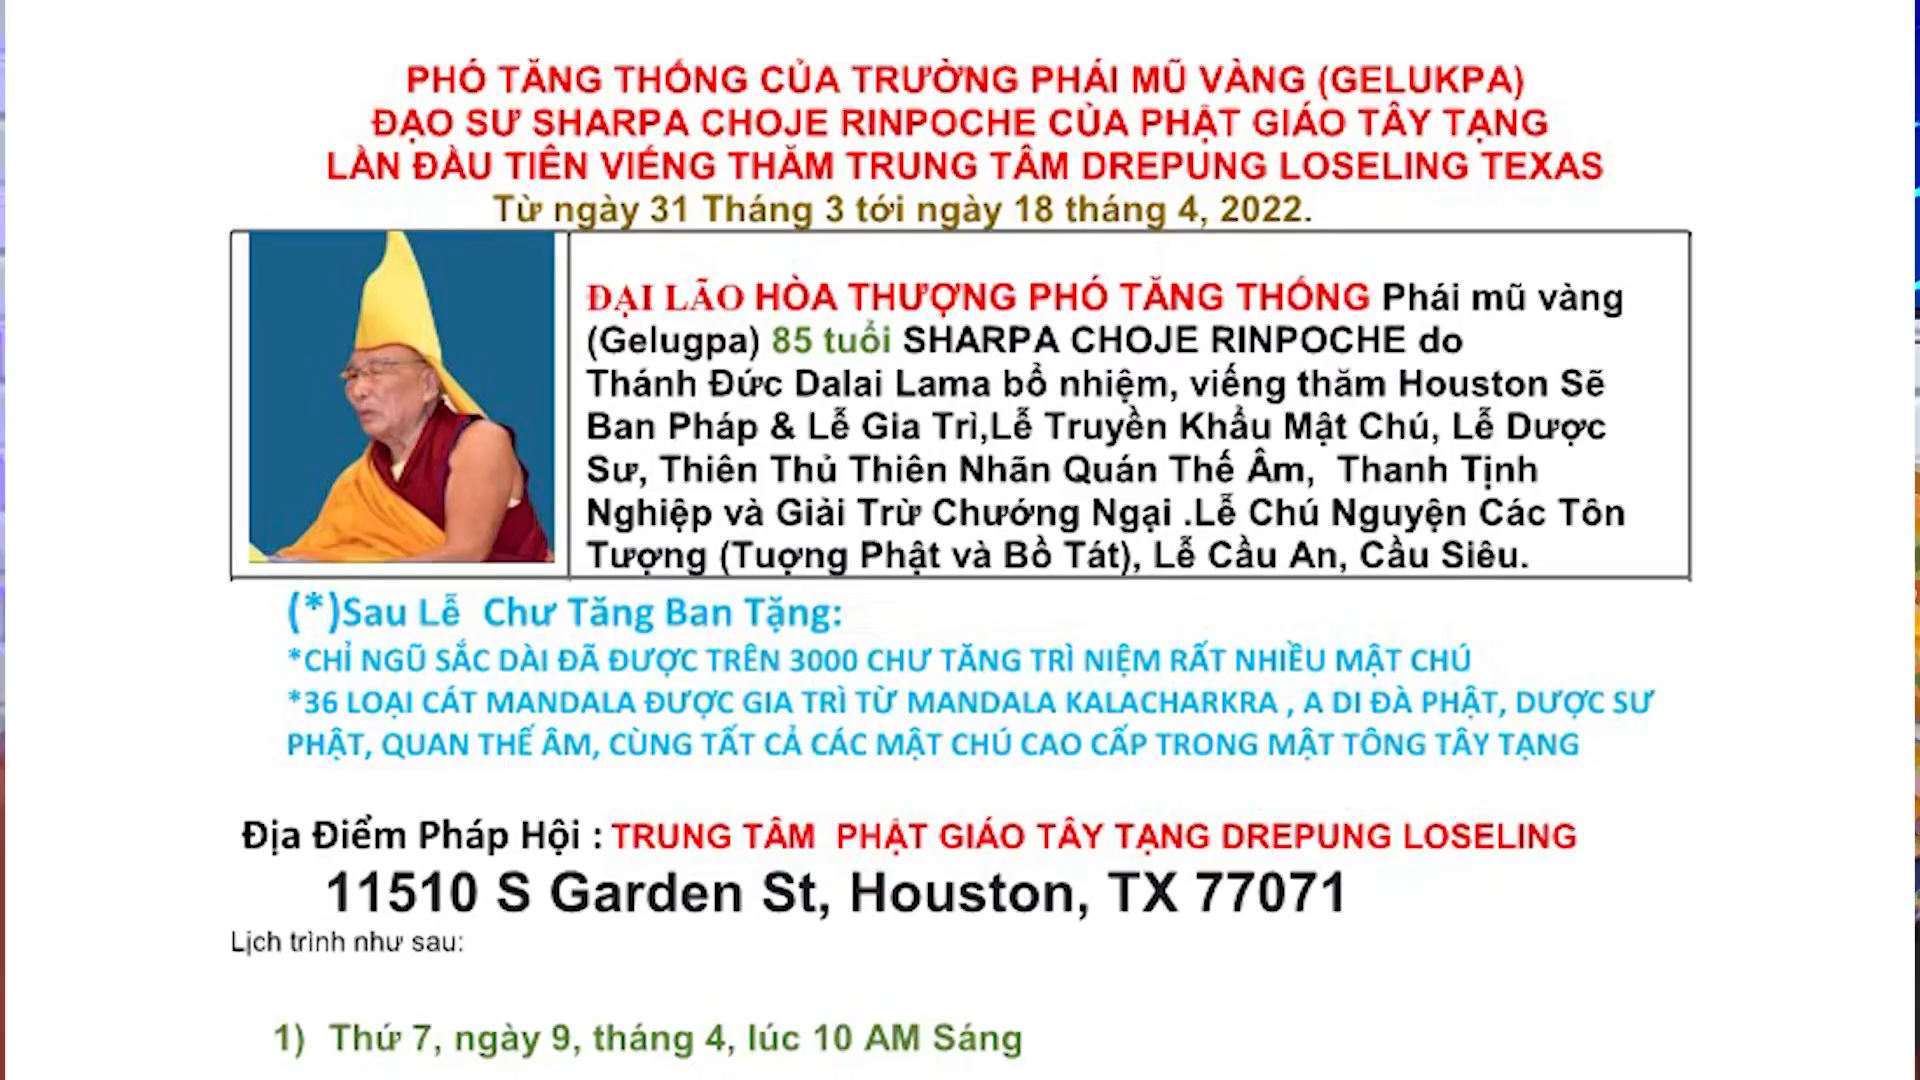 PHÓ TĂNG THỐNG CỦA TRƯỜNG PHÁI MŨ VÀNG (GELUKPA)
ĐẠO SƯ SHARPA CHOJE RINPOCHE CỦA PHẬT GIÁO TÂY TẠNG
LẦN ĐẦU TIÊN VIẾNG THĂM TRUNG TÂM DREPUNG LOSELING TEXAS
Từ ngày 31 Tháng 3 tới ngày 18 tháng 4, 2022.
ĐẠI LÃO HÒA THƯỢNG PHÓ TĂNG THỐNG Phái mũ vàng
(Gelugpa) 85 tuổi SHARPA CHOJE RINPOCHE do
Thánh Đức Dalai Lama bổ nhiệm, viếng thăm Houston Sẽ
Ban Pháp & Lễ Gia Trì,Lễ Truyền Khẩu Mật Chú, Lễ Dược
Sư, Thiên Thủ Thiên Nhãn Quán Thế Âm, Thanh Tịnh
Nghiệp và Giải Trừ Chướng Ngại .Lễ Chú Nguyện Các Tôn
Tượng (Tuợng Phật và Bồ Tát), Lễ Cầu An, Cầu Siêu.
(*)Sau Lễ Chư Tăng Ban Tặng:
*CHỈ NGŨ SẮC DÀI ĐÃ ĐƯỢC TRÊN 3000 CHƯ TĂNG TRÌ NIỆM RẤT NHIỀU MẬT CHÚ
*36 LOẠI CÁT MANDALA ĐƯỢC GIA TRÌ TỪ MANDALA KALACHARKRA , A DI ĐÀ PHẬT, DƯỢC SƯ
PHẬT, QUAN THẾ ÂM, CÙNG TẤT CẢ CÁC MẬT CHÚ CAO CẤP TRONG MẬT TÔNG TÂY TẠNG
Địa Điểm Pháp Hội : TRUNG TÂM PHẬT GIÁO TÂY TẠNG DREPUNG LOSELING
11510 S Garden St, Houston, TX 77071
Lịch trình như sau:
1) Thứ 7, ngày 9, tháng 4, lúc 10 AM Sáng